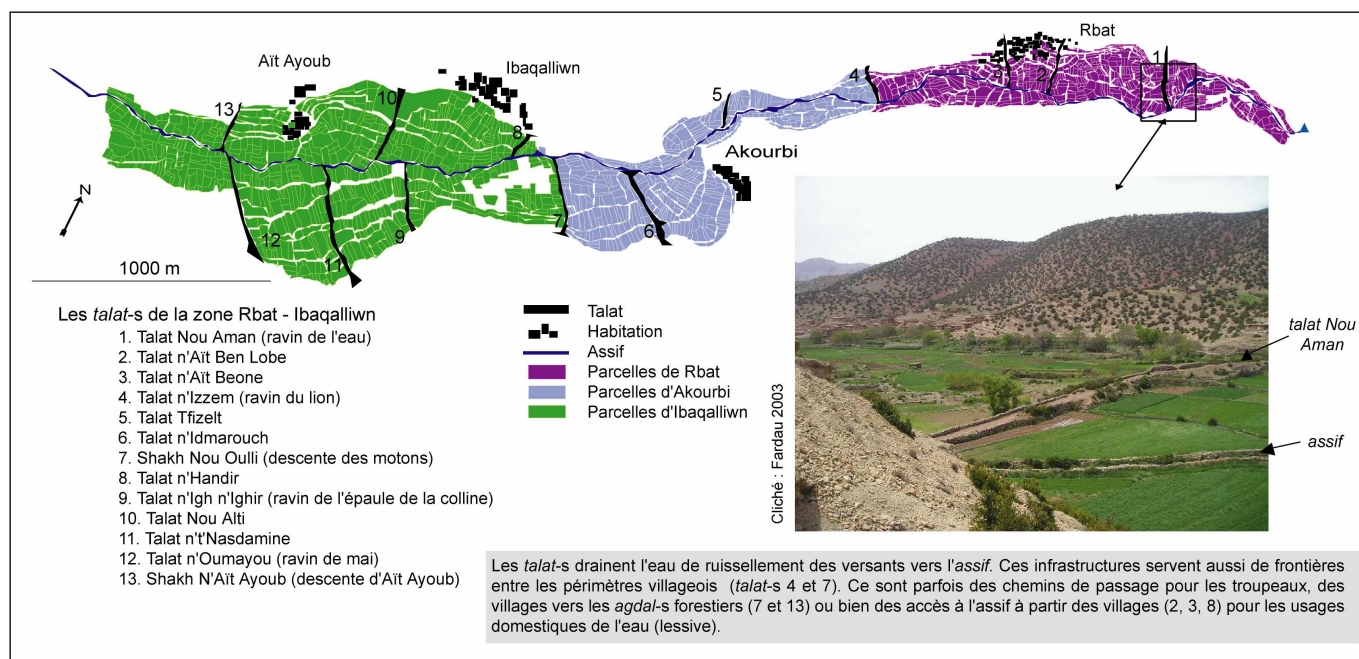 Aït Ayoub
Ibaqalliwn
Rbat
13
10
8
5
4
3
2
1
Akourbi
N
12
11
9
7
6
1000 m
Les talat-s de la zone Rbat - Ibaqalliwn
1. Talat Nou Aman (ravin de l'eau)
2. Talat n'Aït Ben Lobe
3. Talat n'Aït Beone
4. Talat n'Izzem (ravin du lion)
5. Talat Tfizelt
6. Talat n'Idmarouch
7. Shakh Nou Oulli (descente des motons)
8. Talat n'Handir
9. Talat n'Igh n'Ighir (ravin de l'épaule de la colline)
10. Talat Nou Alti
11. Talat n't'Nasdamine
12. Talat n'Oumayou (ravin de mai)
13. Shakh N'Aït Ayoub (descente d'Aït Ayoub)
Talat
Habitation
Assif
Parcelles de Rbat
Parcelles d'Akourbi
Parcelles d'Ibaqalliwn
Cliché : Fardau 2003
talat Nou
Aman
assif
Les talat-s drainent l'eau de ruissellement des versants vers l'assif. Ces infrastructures servent aussi de frontières
entre les périmètres villageois (talat-s 4 et 7). Ce sont parfois des chemins de passage pour les troupeaux, des
villages vers les agdal-s forestiers (7 et 13) ou bien des accès à l'assif à partir des villages (2, 3, 8) pour les usages
domestiques de l'eau (lessive).